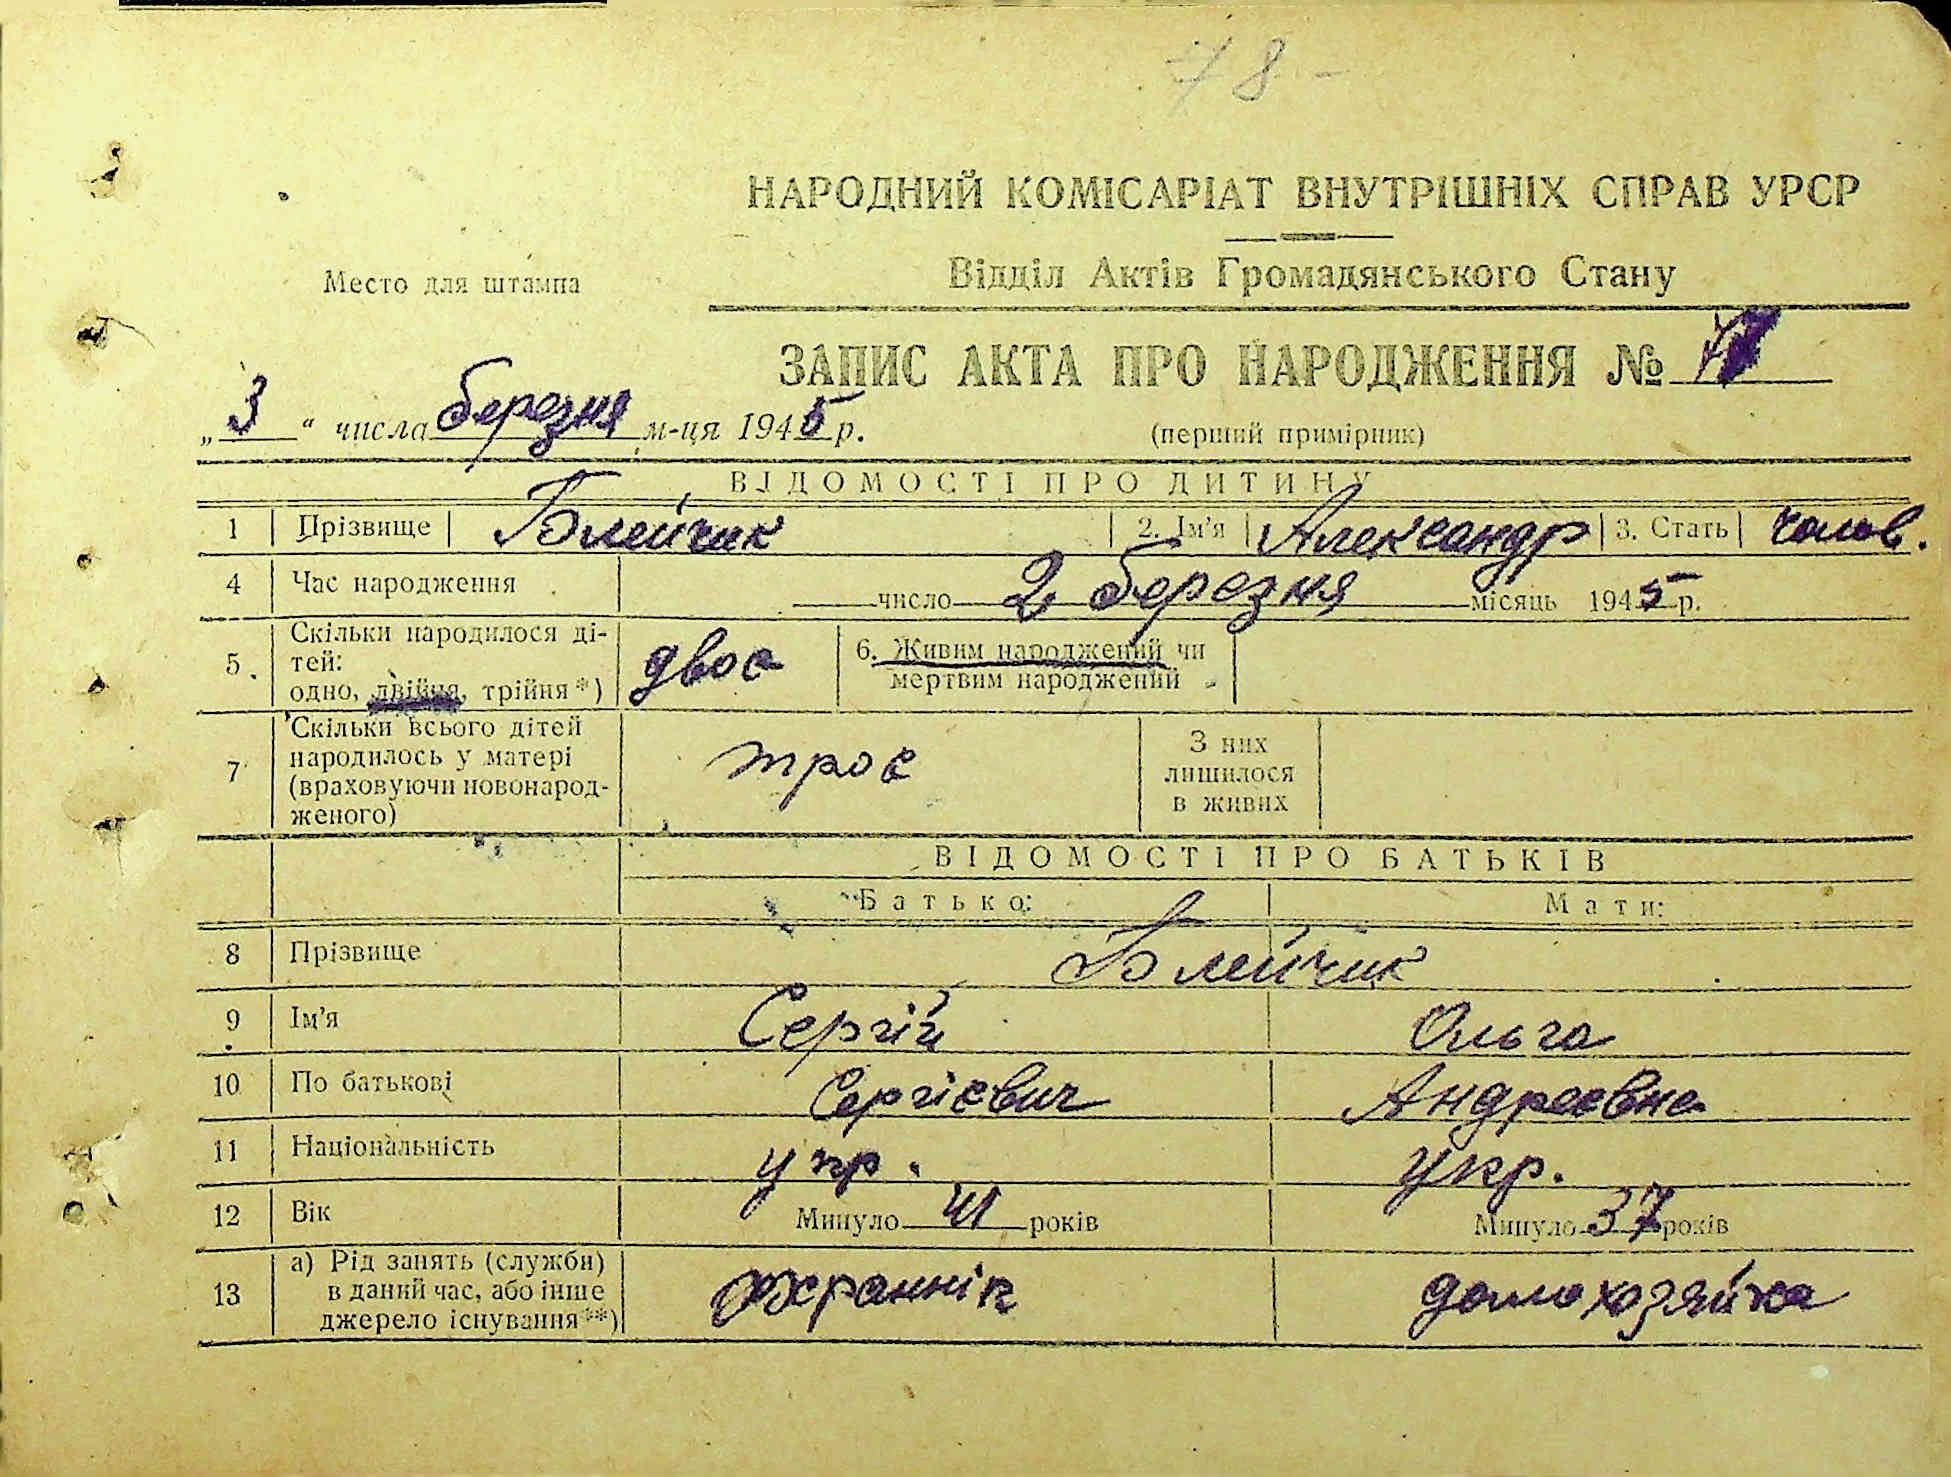 78 -
НАРОДНИЙ КОМІСАРІАТ ВНУТРІШНІХ СПРАВ УРСР
Место для штампа
Відділ Актів Громадянського Стану
ЗАПИС АКТА ПРО НАРОДЖЕННЯ №
„3“ числа березня м-ця 1945 р.
(перший примірник)
ВІДОМОСТІ ПРО ДИТИНУ
1 Прізвище Блейчик 2. Ім'я Александр 3. Стать чолов.
4 Час народження число 2 березня місяць 1945 р.
5. Скільки народилося ді-
тей:
одно, двійня, трійня*) двоє 6. Живим народжений чи
мертвим народжений
7 Скільки всього дітей
народилось у матері
(враховуючи новонарод-
женого) троє З них
лишилося
в живих
ВІДОМОСТІ ПРО БАТЬКІВ
Батько: Мати:
8 Прізвище Блейчик
9 Ім'я Сергій Ольга
10 По батькові Сергієвич Андреевна
11 Національність укр. укр.
12 Вік Минуло 41 років Минуло 37 років
13 а) Рід занять (служби)
в даний час, або інше
джерело існування**) охраннік домохозяйка